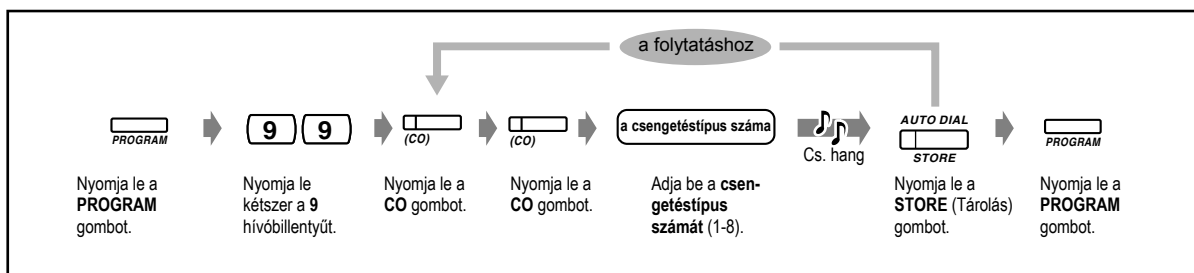 a folytatáshoz
PROGRAM
9 9
(CO)
(CO)
a csengetéstípus száma
Cs. hang
AUTO DIAL
STORE
PROGRAM
Nyomja le a
PROGRAM
gombot.
Nyomja le
kétszer a 9
hívóbillentyűt.
Nyomja le a
CO gombot.
Nyomja le a
CO gombot.
Adja be a csen-
getéstípus
számát (1-8).
Nyomja le a
STORE (Tárolás)
gombot.
Nyomja le a
PROGRAM
gombot.